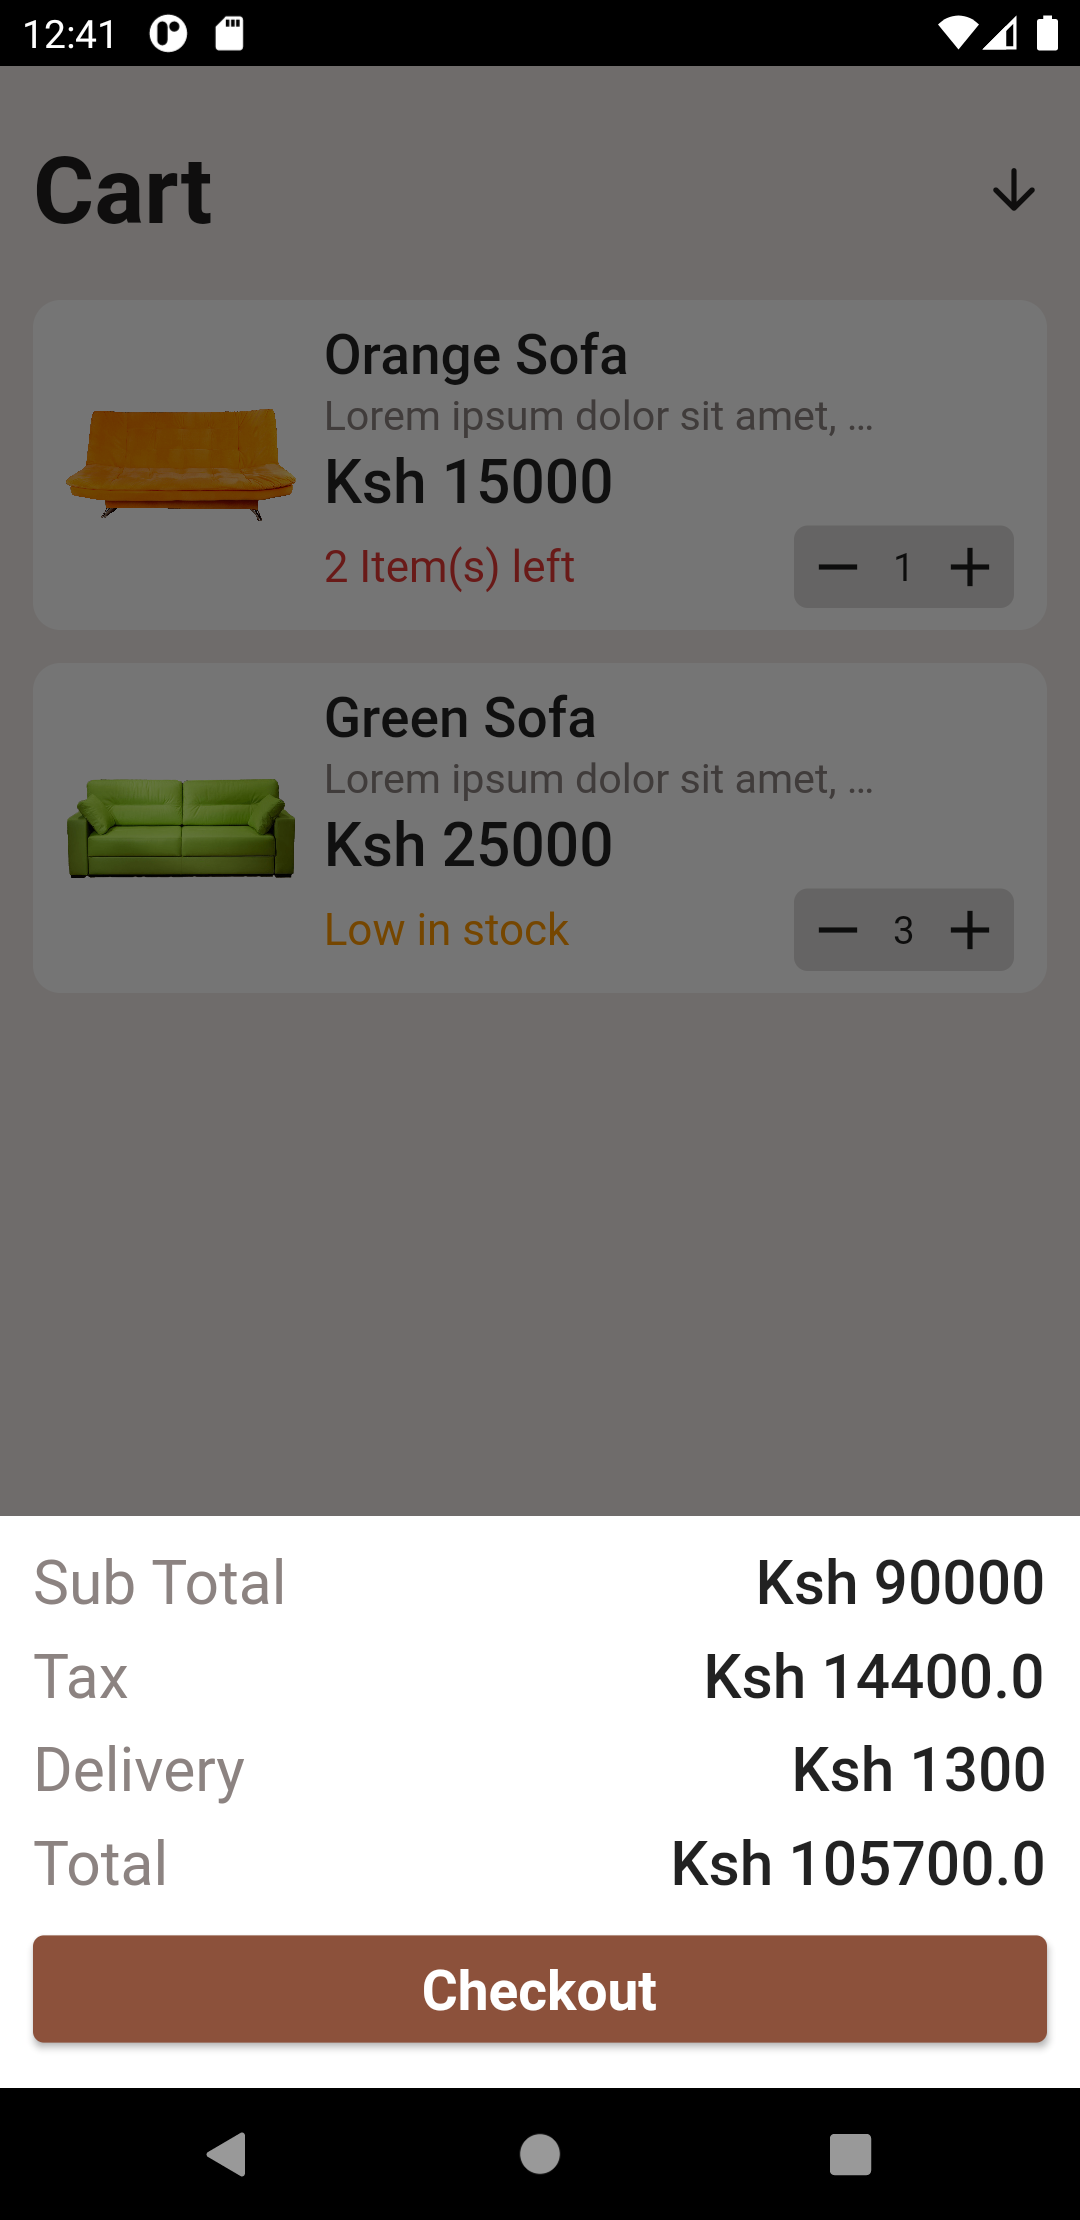 12:41
Cart
Orange Sofa
Lorem ipsum dolor sit amet, ...
Ksh 15000
2 Item(s) left
1
Green Sofa
Lorem ipsum dolor sit amet, ...
Ksh 25000
Low in stock
3
Sub Total Ksh 90000
Tax Ksh 14400.0
Delivery Ksh 1300
Total Ksh 105700.0
Checkout